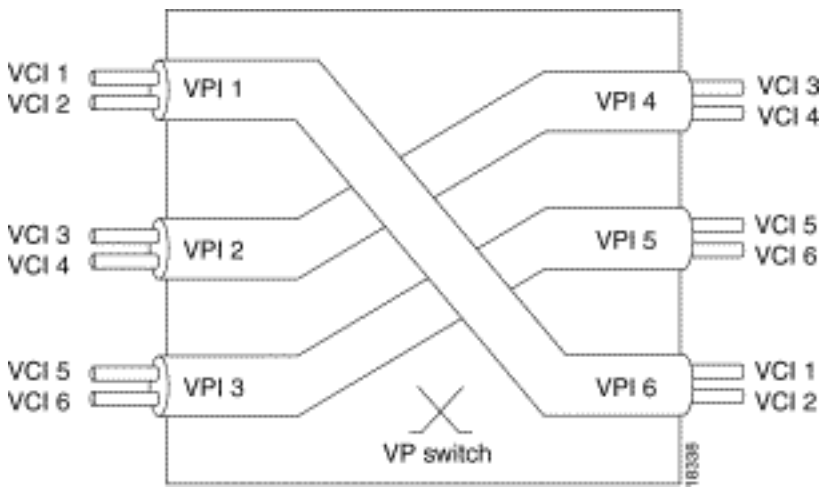 VCI 1
VCI 2
VPI 1
VPI 4
VCI 3
VCI 4
VCI 3
VCI 4
VPI 2
VPI 5
VCI 5
VCI 6
VCI 5
VCI 6
VPI 3
VPI 6
VCI 1
VCI 2
VP switch
18338